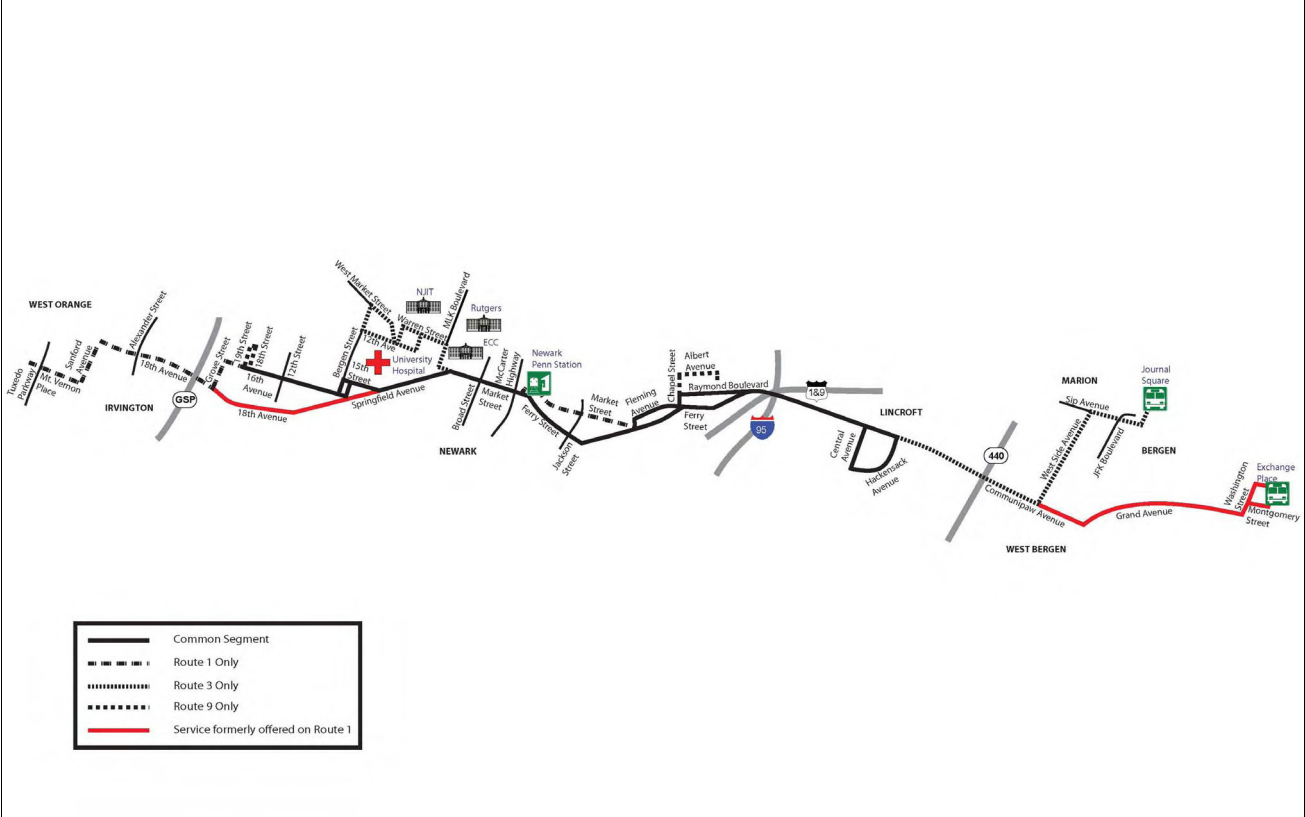 WEST ORANGE
Tuxedo
Parkway
Mt. Vernon
Place
Sanford
Avenue
Alexander Street
18th Avenue
IRVINGTON
GSP
Grove Street
19th Street
18th Street
16th
Avenue
12th Street
18th Avenue
West Market Street
Bergen Street
15th
Street
12th Ave
Warren Street
NJIT
MLK Boulevard
Rutgers
ECC
University
Hospital
Springfield Avenue
Broad Street
Market
Street
McCarter
Highway
NEWARK
Newark
Penn Station
Ferry Street
Jackson
Street
Market
Street
Fleming
Avenue
Chapel Street
Albert
Avenue
Raymond Boulevard
Ferry
Street
95
1&9
LINCROFT
Central
Avenue
Hackensack
Avenue
440
Communipaw Avenue
WEST BERGEN
West Side Avenue
MARION
Sip Avenue
JFK Boulevard
Journal
Square
BERGEN
Grand Avenue
Washington
Street
Exchange
Place
Montgomery
Street
Common Segment
Route 1 Only
Route 3 Only
Route 9 Only
Service formerly offered on Route 1